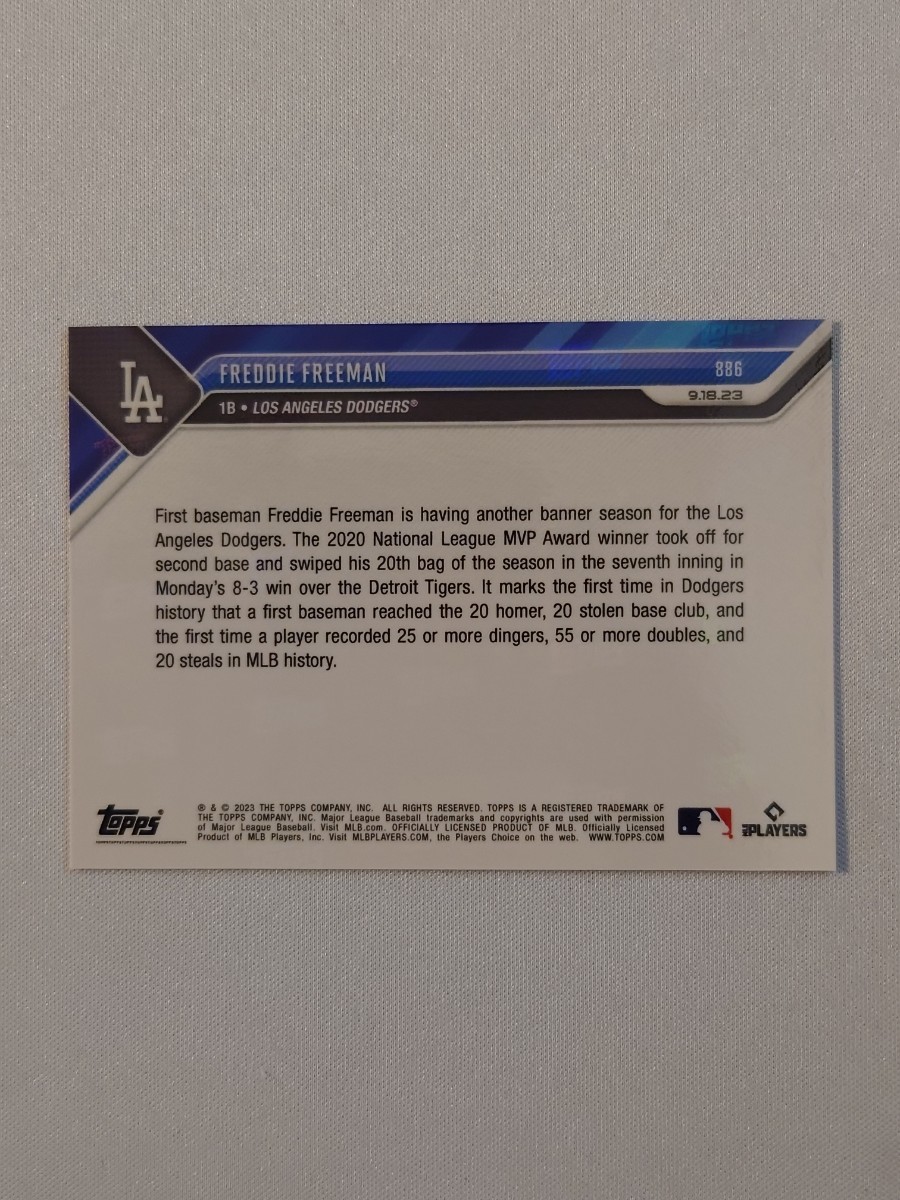 LA
FREDDIE FREEMAN
886
1B • LOS ANGELES DODGERS®
9.18.23
First baseman Freddie Freeman is having another banner season for the Los
Angeles Dodgers. The 2020 National League MVP Award winner took off for
second base and swiped his 20th bag of the season in the seventh inning in
Monday's 8-3 win over the Detroit Tigers. It marks the first time in Dodgers
history that a first baseman reached the 20 homer, 20 stolen base club, and
the first time a player recorded 25 or more dingers, 55 or more doubles, and
20 steals in MLB history.
Topps®
® & © 2023 THE TOPPS COMPANY, INC. ALL RIGHTS RESERVED. TOPPS IS A REGISTERED TRADEMARK OF
THE TOPPS COMPANY, INC. Major League Baseball trademarks and copyrights are used with permission
of Major League Baseball. Visit MLB.com. OFFICIALLY LICENSED PRODUCT OF MLB. Officially Licensed
Product of MLB Players, Inc. Visit MLBPLAYERS.COM, the Players Choice on the web. WWW.TOPPS.COM
MLB PLAYERS